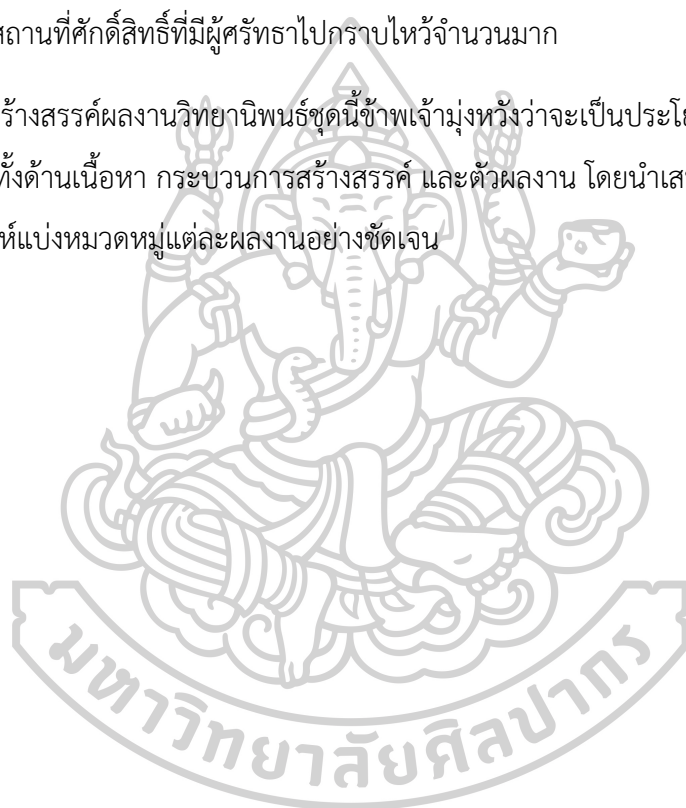 สถานที่ศักดิ์สิทธิ์ที่มีผู้ศรัทธาไปกราบไหว้จำนวนมาก
ร้างสรรค์ผลงานวิทยานิพนธ์ชุดนี้ข้าพเจ้ามุ่งหวังว่าจะเป็นประโย
ทั้งด้านเนื้อหา กระบวนการสร้างสรรค์ และตัวผลงาน โดยนำเส
ห์แบ่งหมวดหมู่แต่ละผลงานอย่างชัดเจน
มหาวิทยาลัยศิลปากร